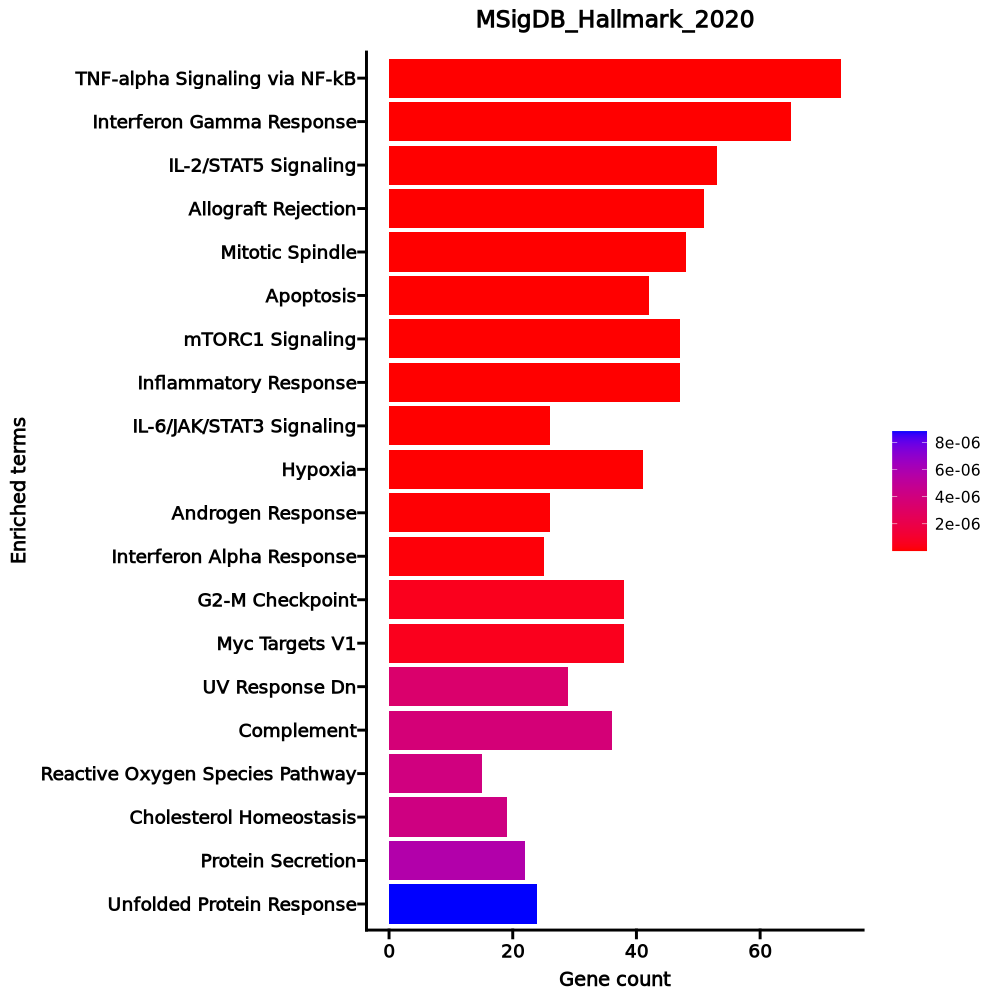 MSigDB_Hallmark_2020
TNF-alpha Signaling via NF-kB
Interferon Gamma Response
IL-2/STAT5 Signaling
Allograft Rejection
Mitotic Spindle
Apoptosis
mTORC1 Signaling
Inflammatory Response
IL-6/JAK/STAT3 Signaling
Hypoxia
Androgen Response
Interferon Alpha Response
G2-M Checkpoint
Myc Targets V1
UV Response Dn
Complement
Reactive Oxygen Species Pathway
Cholesterol Homeostasis
Protein Secretion
Unfolded Protein Response
Enriched terms
0 20 40 60
Gene count
8e-06
6e-06
4e-06
2e-06